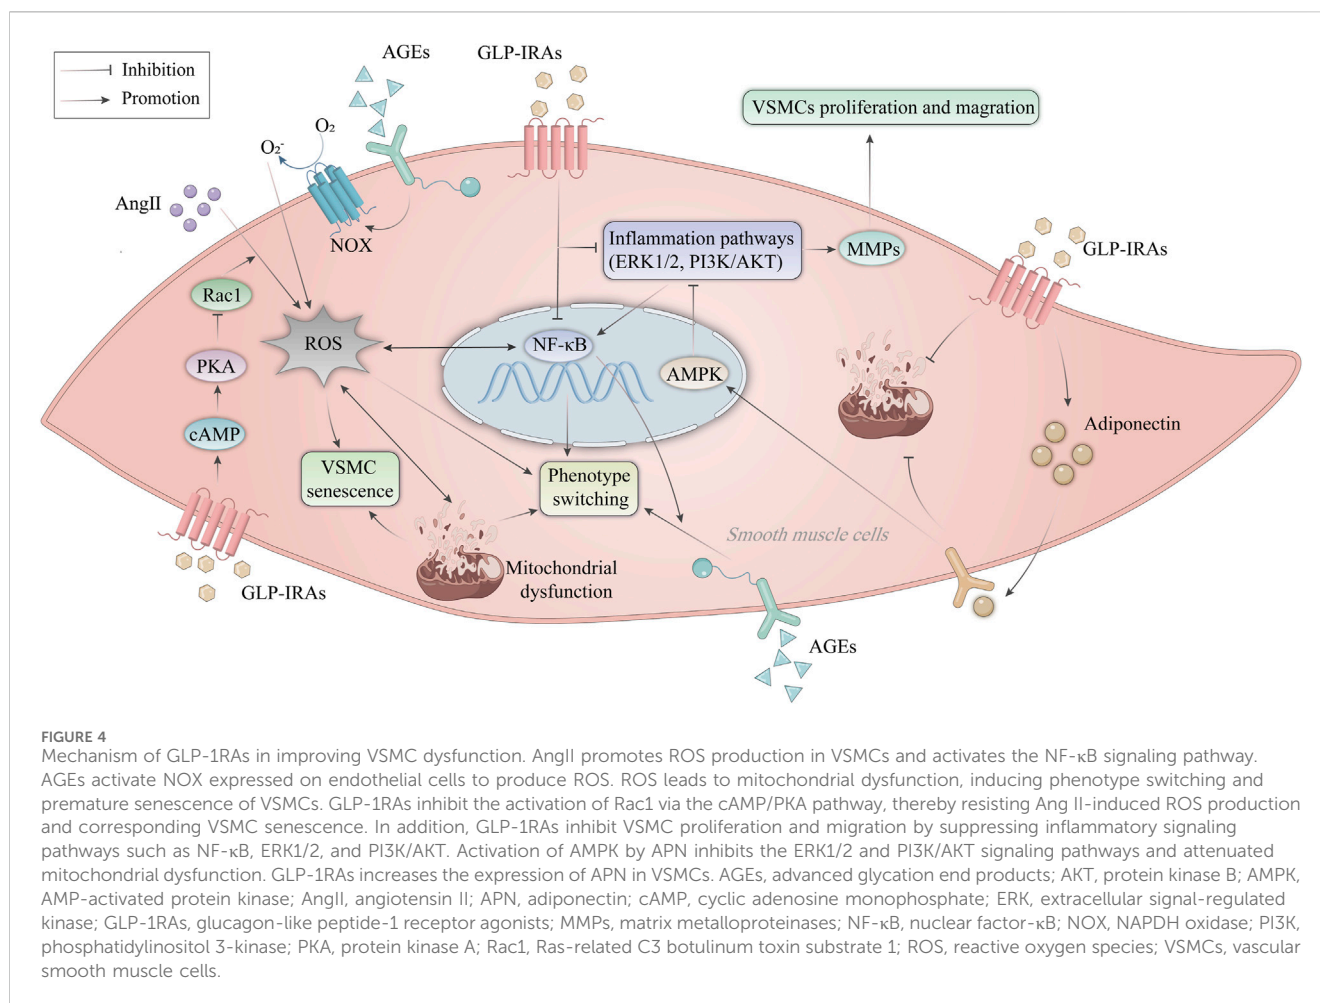 Inhibition
Promotion
AGEs
GLP-IRAs
O₂
O₂⁻
AngII
NOX
VSMCs proliferation and magration
Inflammation pathways
(ERK1/2, PI3K/AKT)
MMPs
GLP-IRAs
Rac1
ROS
NF-κB
PKA
AMPK
cAMP
Adiponectin
VSMC
senescence
Phenotype
switching
Smooth muscle cells
Mitochondrial
dysfunction
GLP-IRAs
AGEs
FIGURE 4
Mechanism of GLP-1RAs in improving VSMC dysfunction. AngII promotes ROS production in VSMCs and activates the NF-κB signaling pathway.
AGEs activate NOX expressed on endothelial cells to produce ROS. ROS leads to mitochondrial dysfunction, inducing phenotype switching and
premature senescence of VSMCs. GLP-1RAs inhibit the activation of Rac1 via the cAMP/PKA pathway, thereby resisting Ang II-induced ROS production
and corresponding VSMC senescence. In addition, GLP-1RAs inhibit VSMC proliferation and migration by suppressing inflammatory signaling
pathways such as NF-κB, ERK1/2, and PI3K/AKT. Activation of AMPK by APN inhibits the ERK1/2 and PI3K/AKT signaling pathways and attenuated
mitochondrial dysfunction. GLP-1RAs increases the expression of APN in VSMCs. AGEs, advanced glycation end products; AKT, protein kinase B; AMPK,
AMP-activated protein kinase; AngII, angiotensin II; APN, adiponectin; cAMP, cyclic adenosine monophosphate; ERK, extracellular signal-regulated
kinase; GLP-1RAs, glucagon-like peptide-1 receptor agonists; MMPs, matrix metalloproteinases; NF-κB, nuclear factor-κB; NOX, NAPDH oxidase; PI3K,
phosphatidylinositol 3-kinase; PKA, protein kinase A; Rac1, Ras-related C3 botulinum toxin substrate 1; ROS, reactive oxygen species; VSMCs, vascular
smooth muscle cells.